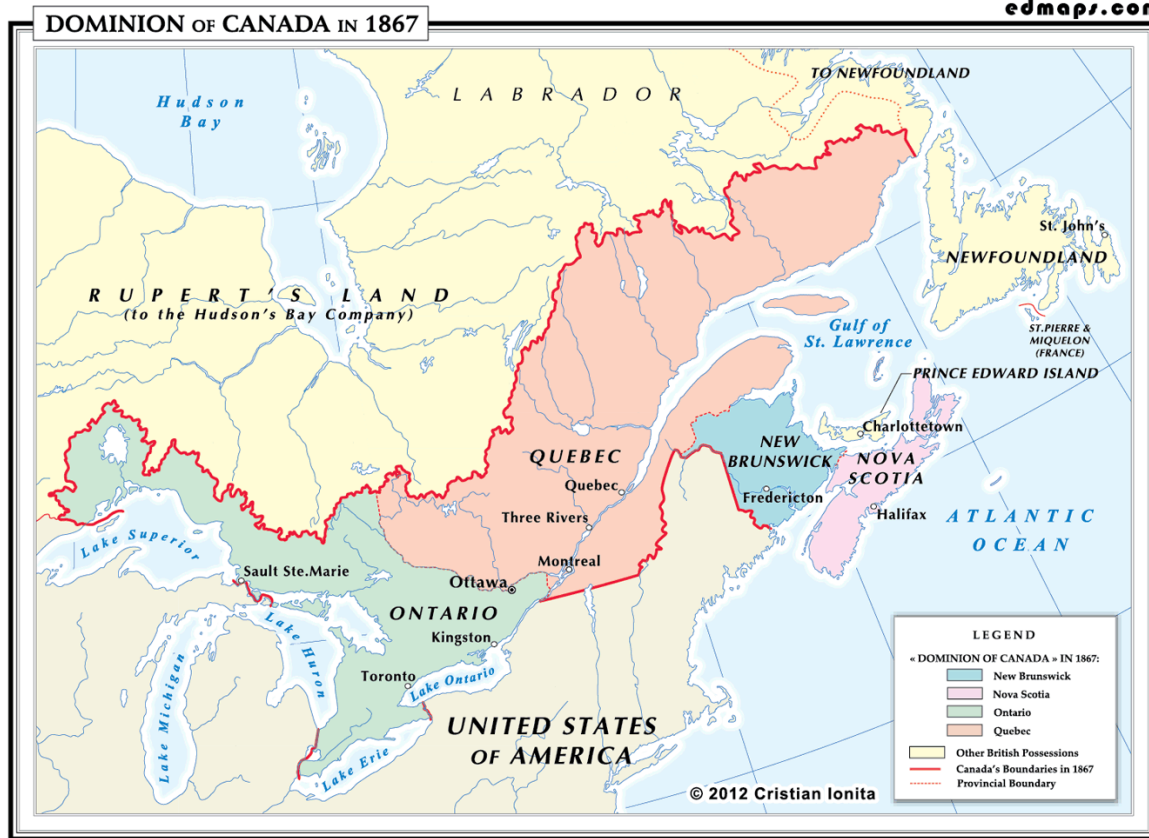 edmaps.com
DOMINION OF CANADA IN 1867
Hudson
Bay
LABRADOR
TO NEWFOUNDLAND
St. John's
NEWFOUNDLAND
RUPERT'S LAND
(to the Hudson's Bay Company)
ST.PIERRE &
MIQUELON
(FRANCE)
Gulf of
St. Lawrence
PRINCE EDWARD ISLAND
Charlottetown
QUEBEC
NEW
BRUNSWICK
NOVA
SCOTIA
Quebec
Fredericton
Halifax
Three Rivers
ATLANTIC
OCEAN
Lake Superior
Montreal
Sault Ste.Marie
Ottawa
ONTARIO
Kingston
Lake Huron
Lake Michigan
Toronto
Lake Ontario
Lake Erie
UNITED STATES
OF AMERICA
LEGEND
« DOMINION OF CANADA » IN 1867:
New Brunswick
Nova Scotia
Ontario
Quebec
Other British Possessions
Canada's Boundaries in 1867
Provincial Boundary
© 2012 Cristian Ionita